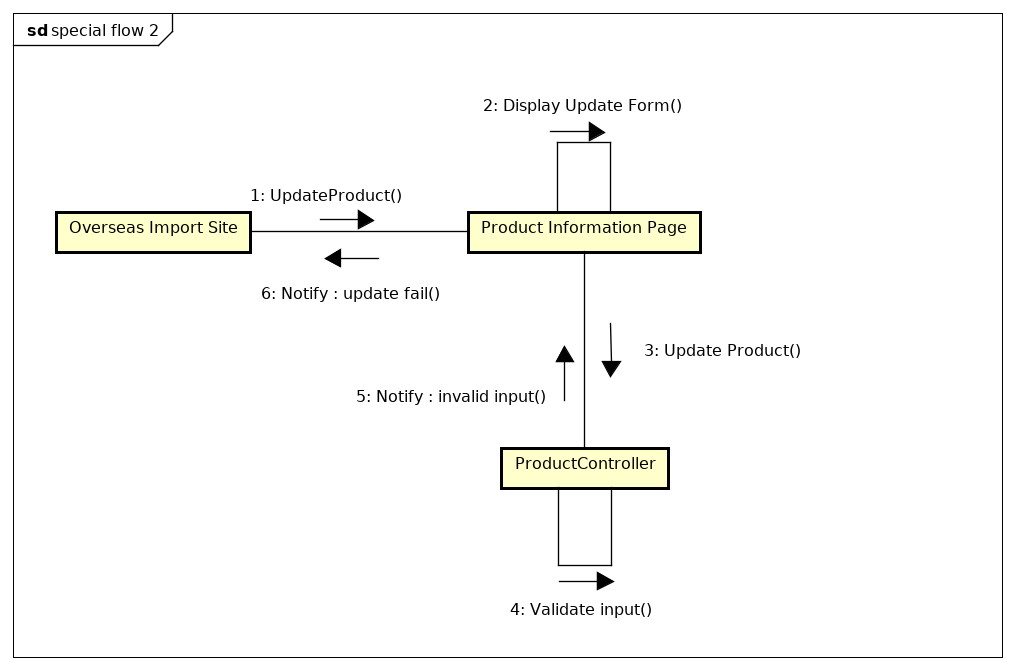 sd special flow 2
2: Display Update Form()
1: UpdateProduct()
Overseas Import Site
Product Information Page
6: Notify : update fail()
3: Update Product()
5: Notify : invalid input()
ProductController
4: Validate input()